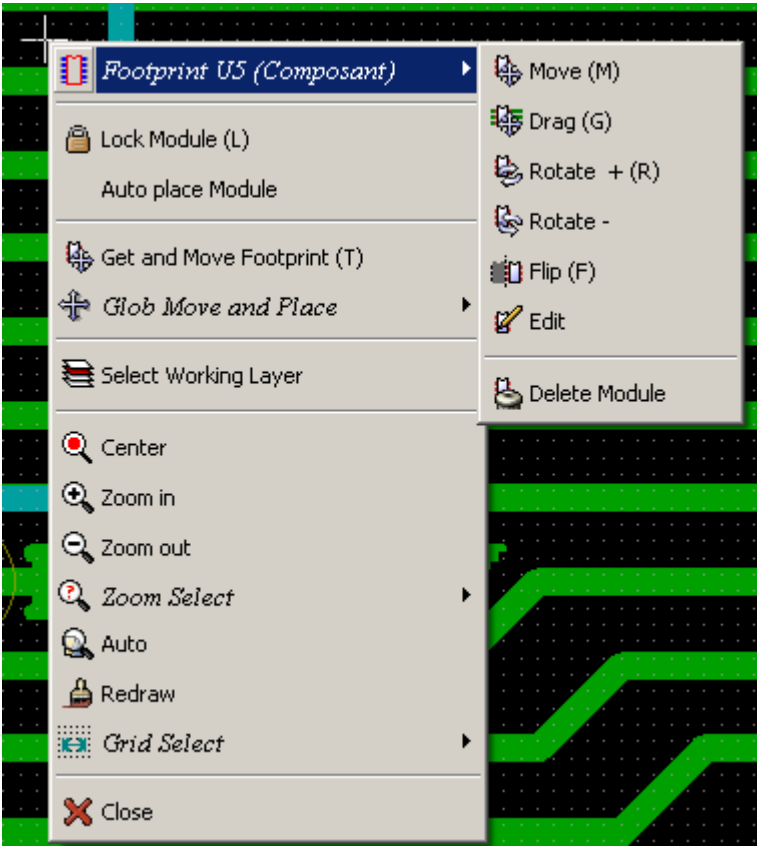 Footprint U5 (Composant)
Lock Module (L)
Auto place Module
Get and Move Footprint (T)
Glob Move and Place
Select Working Layer
Center
Zoom in
Zoom out
Zoom Select
Auto
Redraw
Grid Select
Close
Move (M)
Drag (G)
Rotate + (R)
Rotate -
Flip (F)
Edit
Delete Module